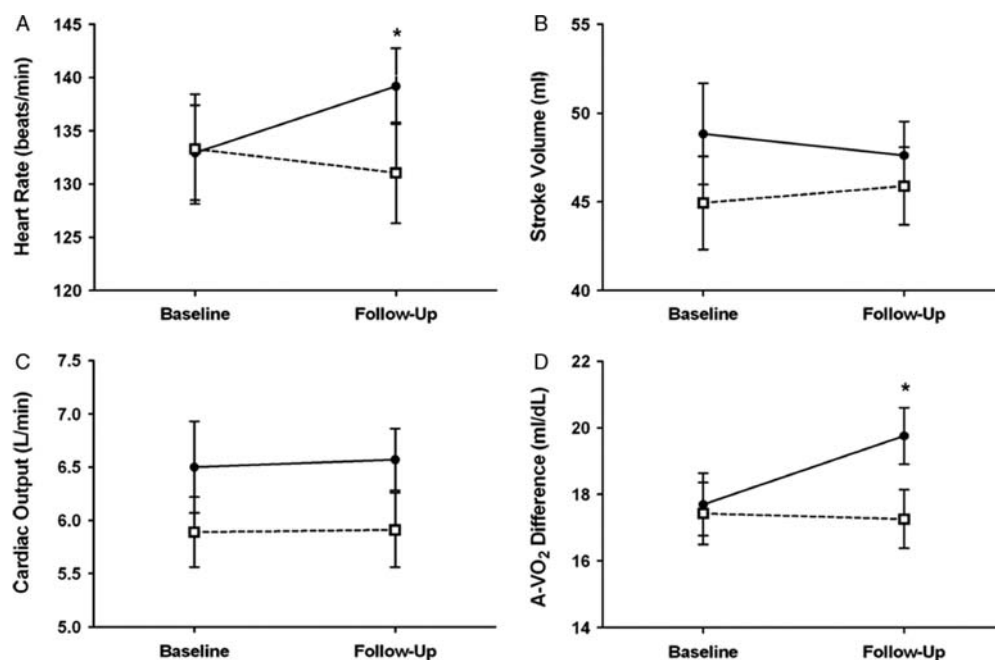 A
Heart Rate (beats/min)
145
*
140
135
130
125
120
Baseline Follow-Up
B
Stroke Volume (ml)
55
50
45
40
Baseline Follow-Up
C
Cardiac Output (L/min)
7.5
7.0
6.5
6.0
5.5
5.0
Baseline Follow-Up
D
A-VO₂ Difference (ml/dL)
22
*
20
18
16
14
Baseline Follow-Up